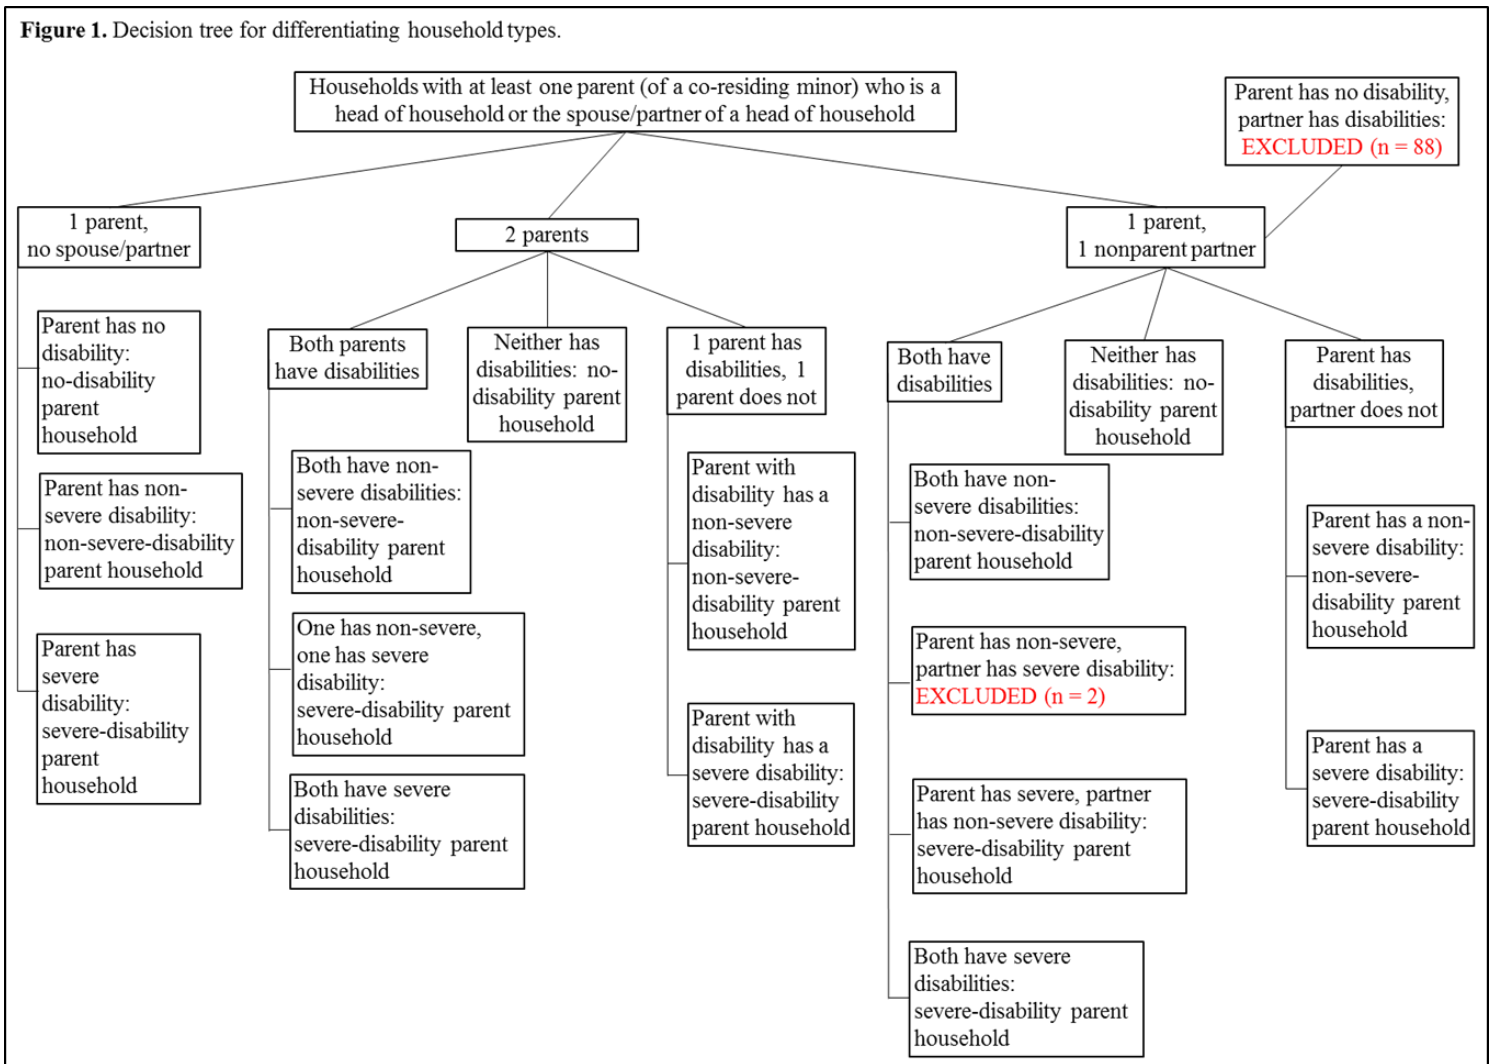 Figure 1. Decision tree for differentiating household types.
Households with at least one parent (of a co-residing minor) who is a
head of household or the spouse/partner of a head of household
Parent has no disability,
partner has disabilities:
EXCLUDED (n = 88)
1 parent,
no spouse/partner
2 parents
1 parent,
1 nonparent partner
Parent has no
disability:
no-disability
parent
household
Parent has non-
severe disability:
non-severe-disability
parent household
Parent has
severe
disability:
severe-disability
parent
household
Both parents
have disabilities
Neither has
disabilities: no-
disability parent
household
1 parent has
disabilities, 1
parent does not
Both have non-
severe disabilities:
non-severe-
disability parent
household
One has non-severe,
one has severe
disability:
severe-disability parent
household
Both have severe
disabilities:
severe-disability parent
household
Parent with
disability has a
non-severe
disability:
non-severe-
disability parent
household
Parent with
disability has a
severe disability:
severe-disability
parent household
Both have
disabilities
Neither has
disabilities: no-
disability parent
household
Parent has
disabilities,
partner does not
Both have non-
severe disabilities:
non-severe-disability
parent household
Parent has non-severe,
partner has severe disability:
EXCLUDED (n = 2)
Parent has severe, partner
has non-severe disability:
severe-disability parent
household
Both have severe
disabilities:
severe-disability parent
household
Parent has a non-
severe disability:
non-severe-
disability parent
household
Parent has a
severe disability:
severe-disability
parent household